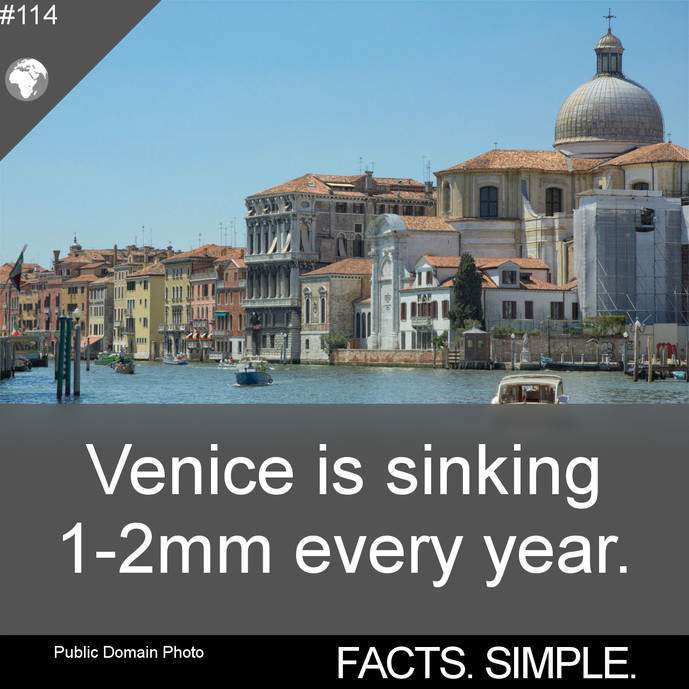 #114
Venice is sinking
1-2mm every year.
Public Domain Photo
FACTS. SIMPLE.